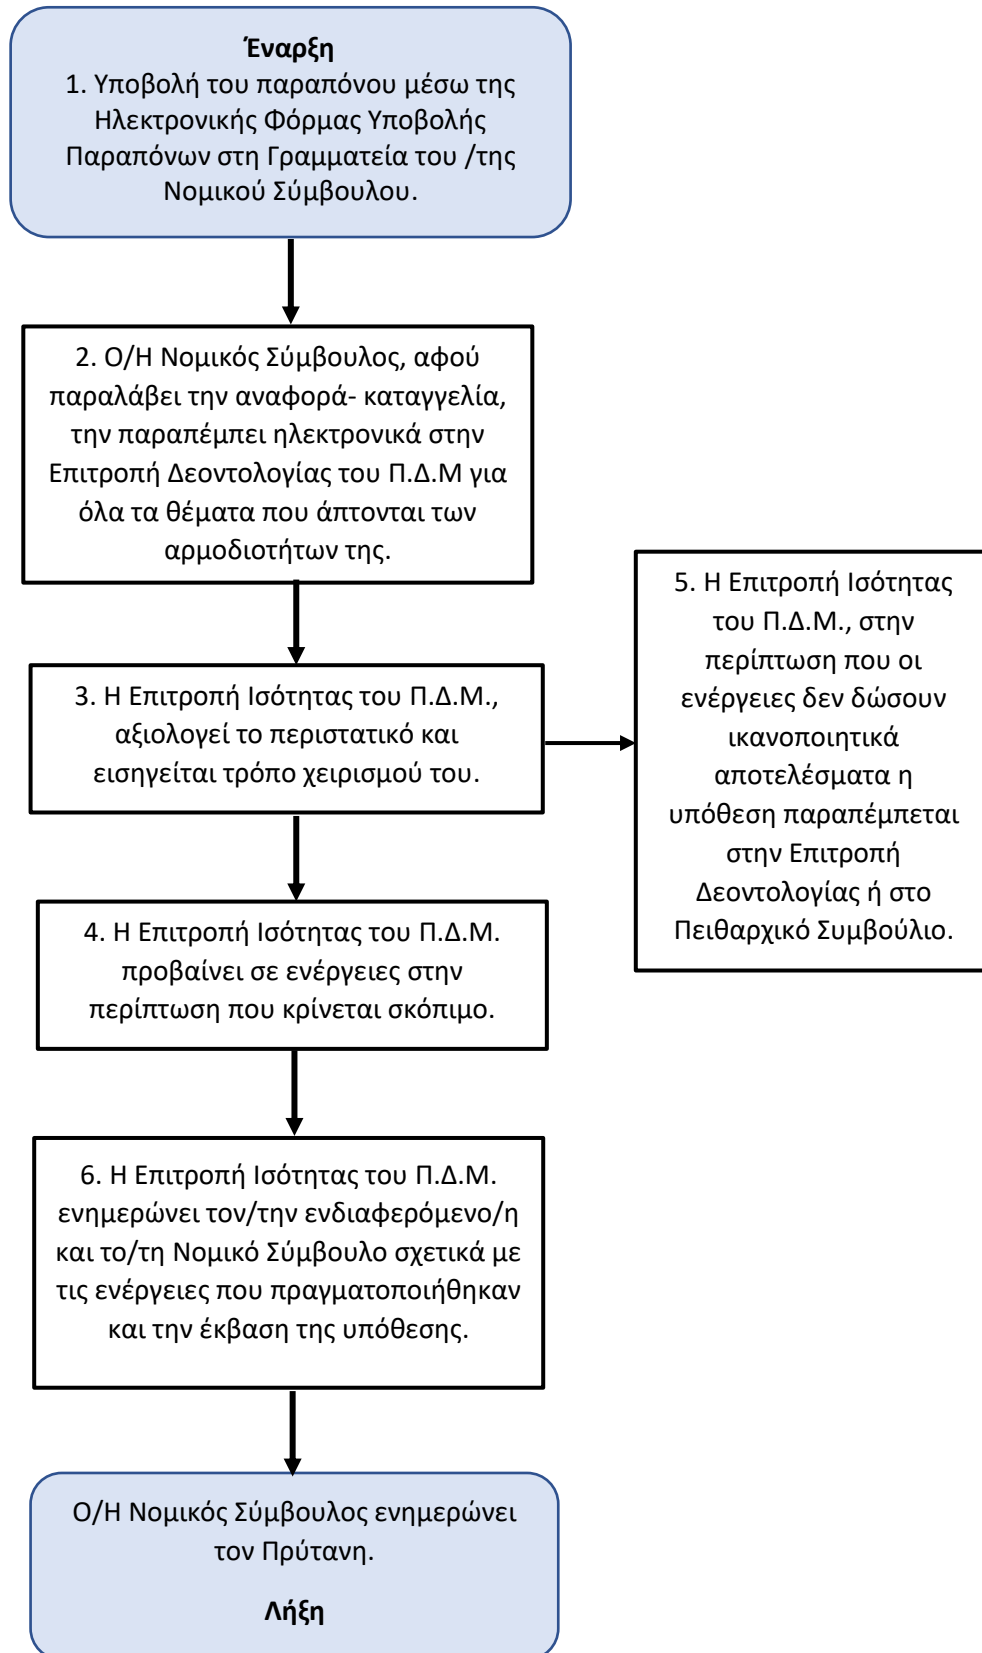 Έναρξη
1. Υποβολή του παραπόνου μέσω της
Ηλεκτρονικής Φόρμας Υποβολής
Παραπόνων στη Γραμματεία του /της
Νομικού Σύμβουλου.
2. Ο/Η Νομικός Σύμβουλος, αφού
παραλάβει την αναφορά- καταγγελία,
την παραπέμπει ηλεκτρονικά στην
Επιτροπή Δεοντολογίας του Π.Δ.Μ για
όλα τα θέματα που άπτονται των
αρμοδιοτήτων της.
3. Η Επιτροπή Ισότητας του Π.Δ.Μ.,
αξιολογεί το περιστατικό και
εισηγείται τρόπο χειρισμού του.
4. Η Επιτροπή Ισότητας του Π.Δ.Μ.
προβαίνει σε ενέργειες στην
περίπτωση που κρίνεται σκόπιμο.
5. Η Επιτροπή Ισότητας
του Π.Δ.Μ., στην
περίπτωση που οι
ενέργειες δεν δώσουν
ικανοποιητικά
αποτελέσματα η
υπόθεση παραπέμπεται
στην Επιτροπή
Δεοντολογίας ή στο
Πειθαρχικό Συμβούλιο.
6. Η Επιτροπή Ισότητας του Π.Δ.Μ.
ενημερώνει τον/την ενδιαφερόμενο/η
και το/τη Νομικό Σύμβουλο σχετικά με
τις ενέργειες που πραγματοποιήθηκαν
και την έκβαση της υπόθεσης.
Ο/Η Νομικός Σύμβουλος ενημερώνει
τον Πρύτανη.
Λήξη